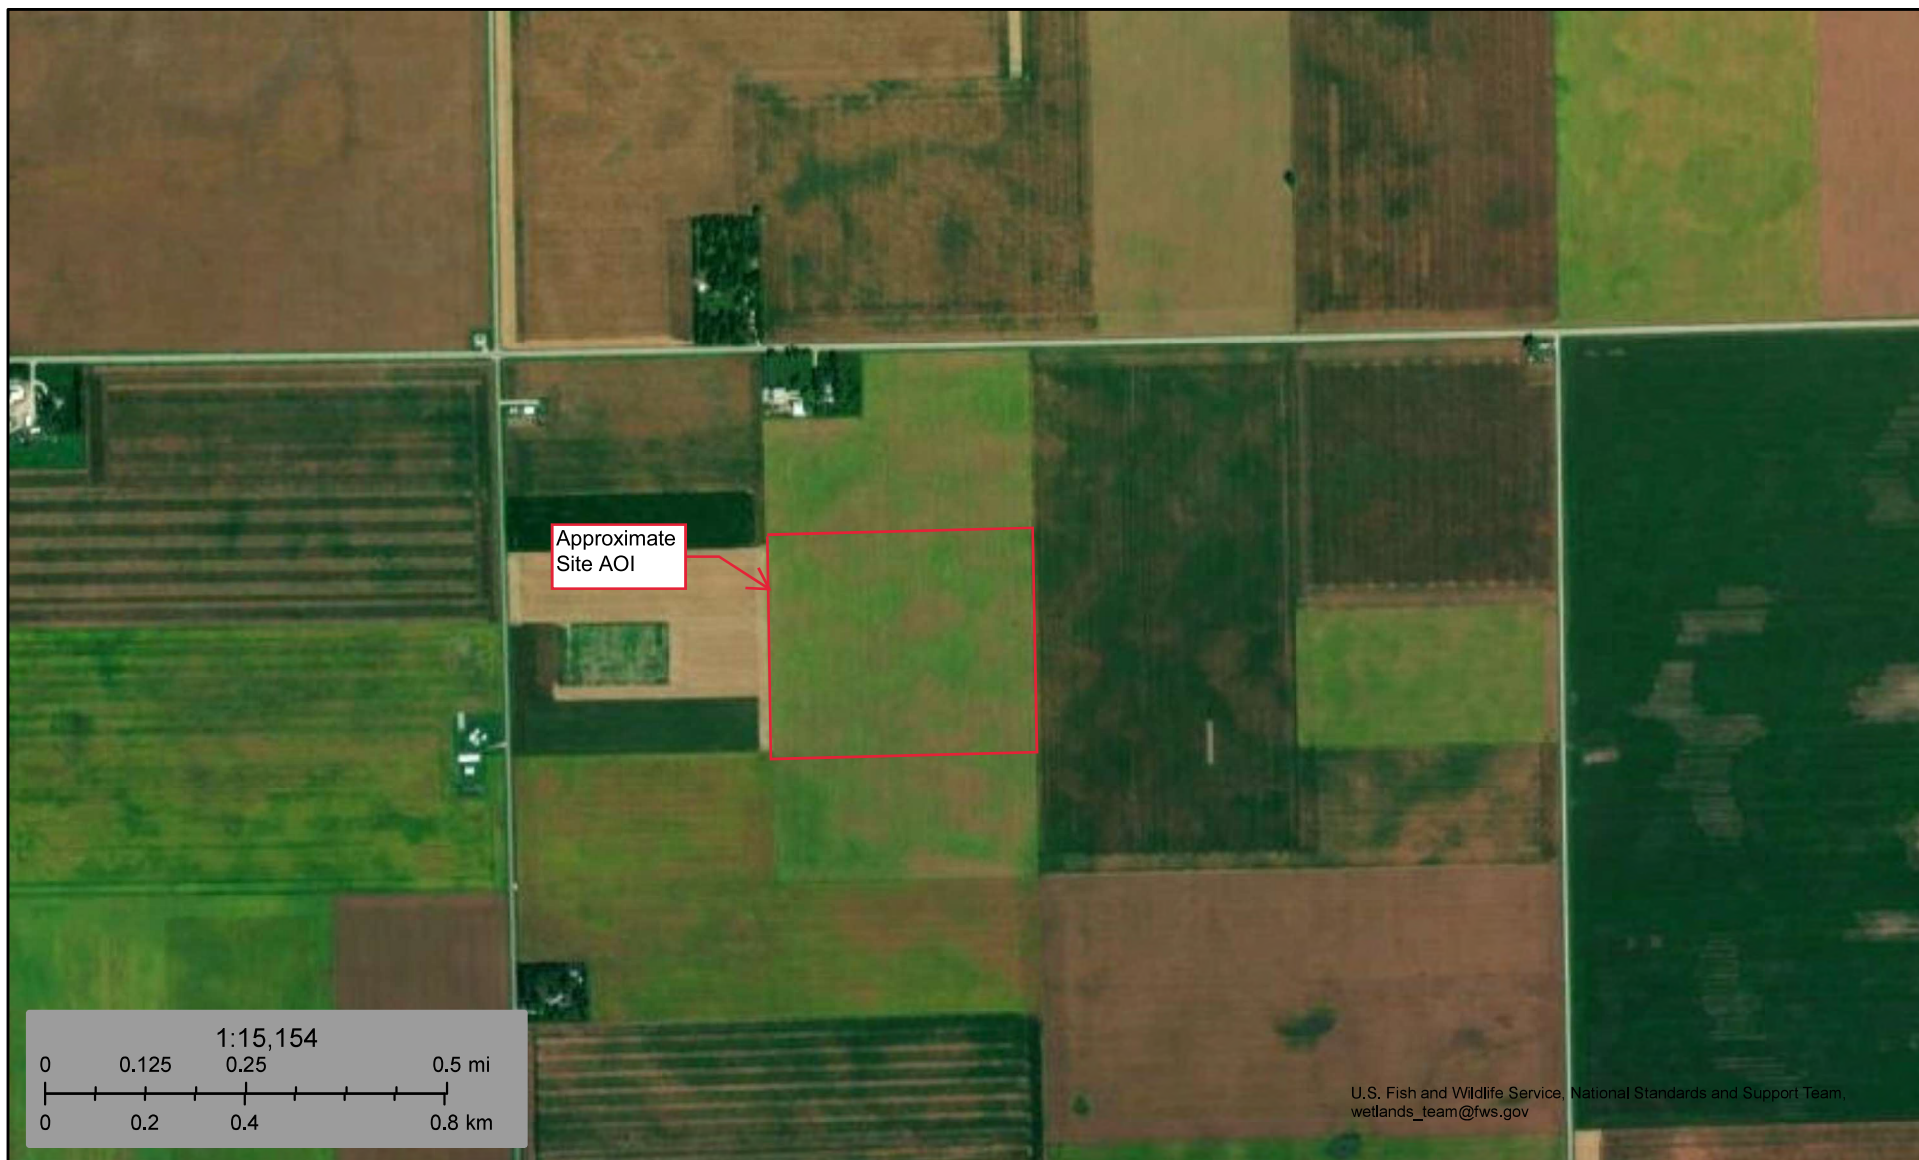 Approximate
Site AOI
1:15,154
0 0.125 0.25 0.5 mi
0 0.2 0.4 0.8 km
U.S. Fish and Wildlife Service, National Standards and Support Team,
wetlands_team@fws.gov